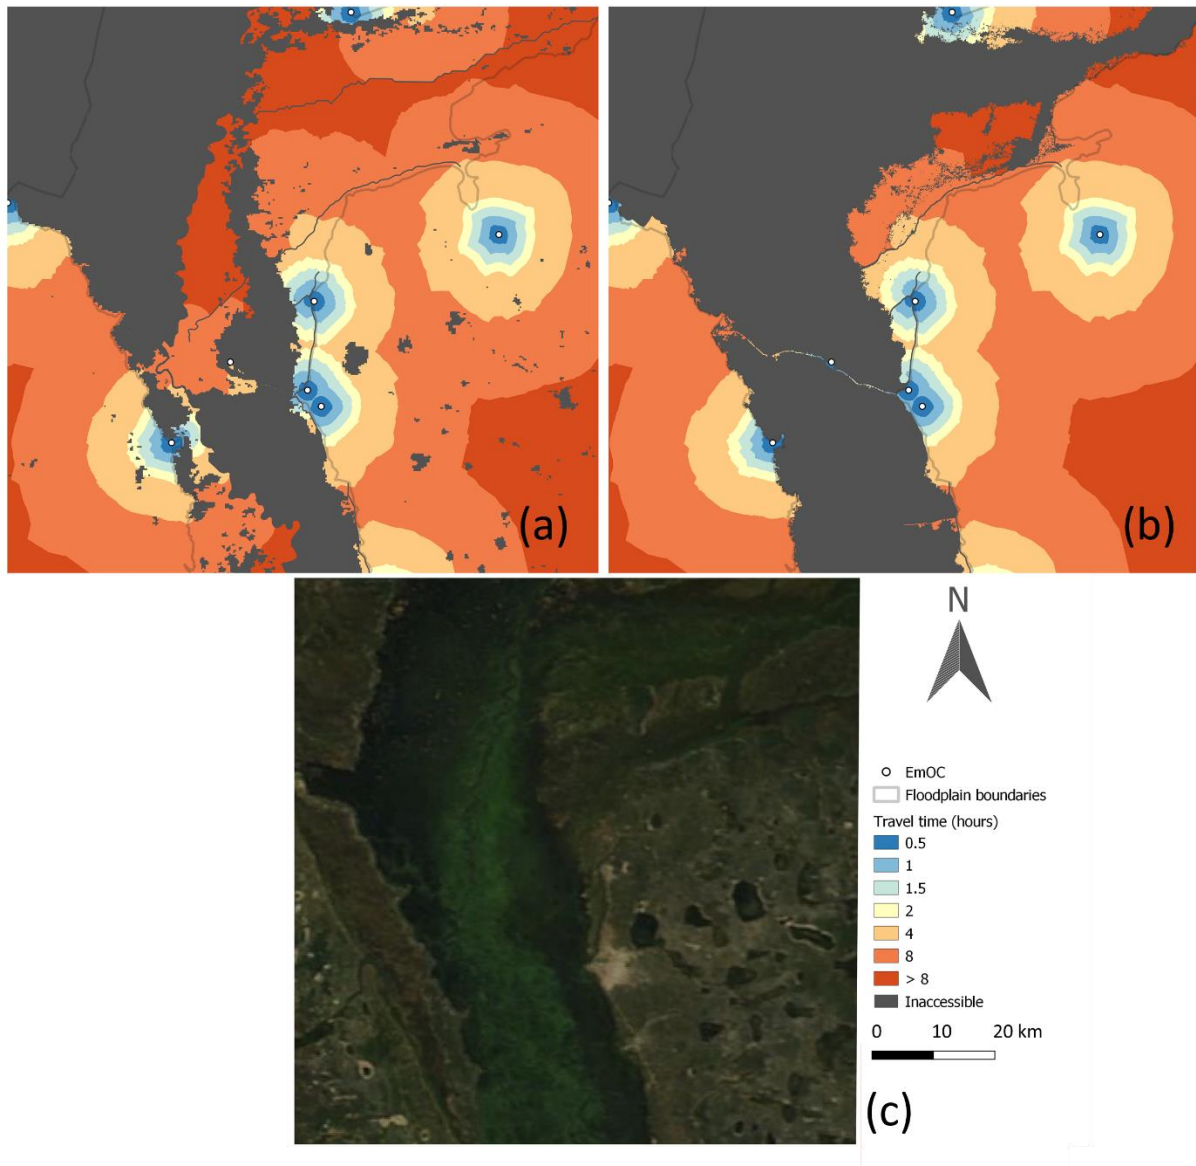 (a)
(b)
N
EmOC
Floodplain boundaries
Travel time (hours)
0.5
1
1.5
2
4
8
> 8
Inaccessible
0 10 20 km
(c)